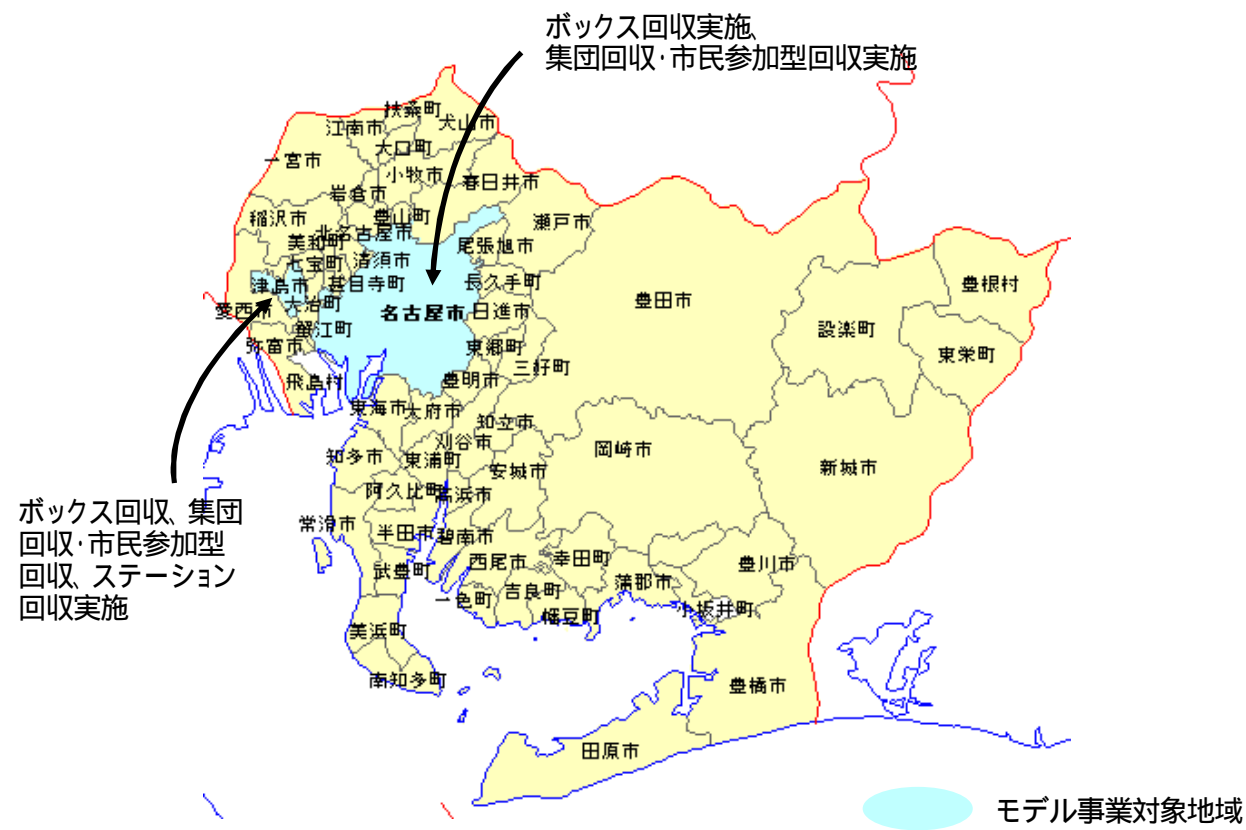 ボックス回収実施、
集団回収・市民参加型回収実施
扶桑町
江南市
犬山市
大口町
一宮市
小牧市
春日井市
岩倉市
稲沢市
豊山町
瀬戸市
北名古屋市
美和町
尾張旭市
七宝町
清須市
津島市
甚目寺町
長久手町
豊根村
大治町
豊田市
愛西市
名古屋市
日進市
蟹江町
設楽町
弥富市
東郷町
東栄町
三好町
飛島村
豊明市
東海市
大府市
知立市
刈谷市
岡崎市
知多市
東浦町
安城市
新城市
阿久比町
高浜市
ボックス回収、集団
回収・市民参加型
回収、ステーション
回収実施
常滑市
半田市
碧南市
西尾市
幸田町
豊川市
武豊町
蒲郡市
吉良町
一色町
幡豆町
小坂井町
美浜町
南知多町
豊橋市
田原市
モデル事業対象地域